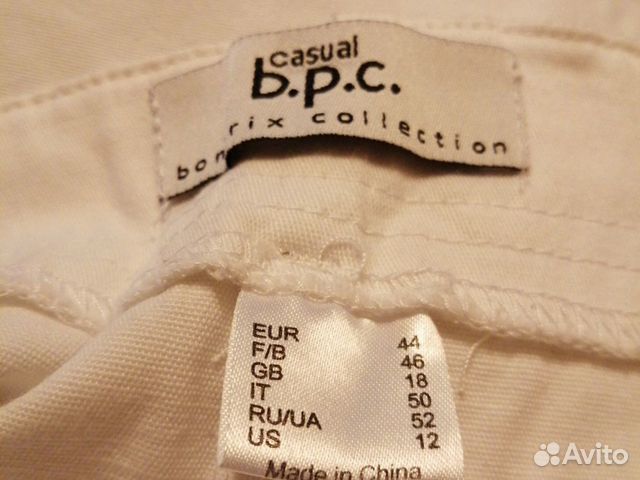 casual
b.p.c.
bon rix collection
EUR 44
F/B 46
GB 18
IT 50
RU/UA 52
US 12
Made in China
Avito